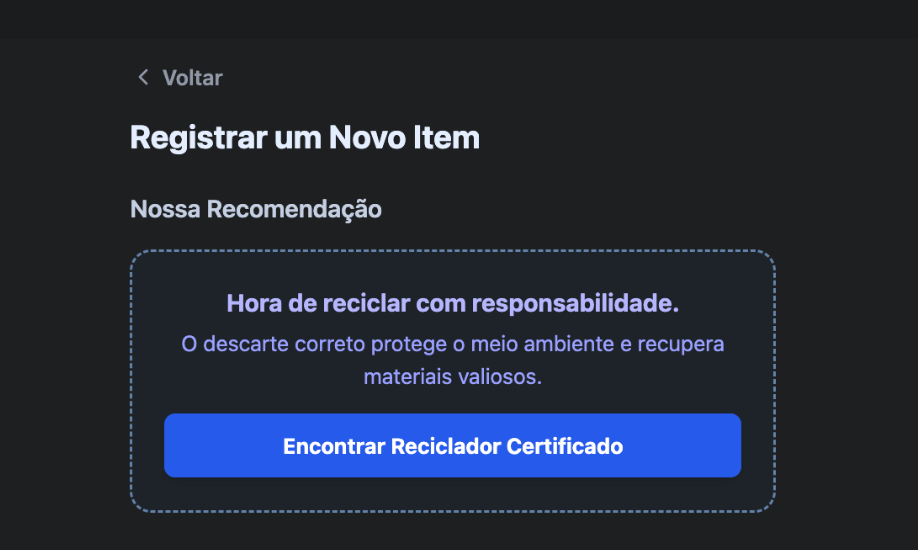 Voltar
Registrar um Novo Item
Nossa Recomendação
Hora de reciclar com responsabilidade.
O descarte correto protege o meio ambiente e recupera
materiais valiosos.
Encontrar Reciclador Certificado